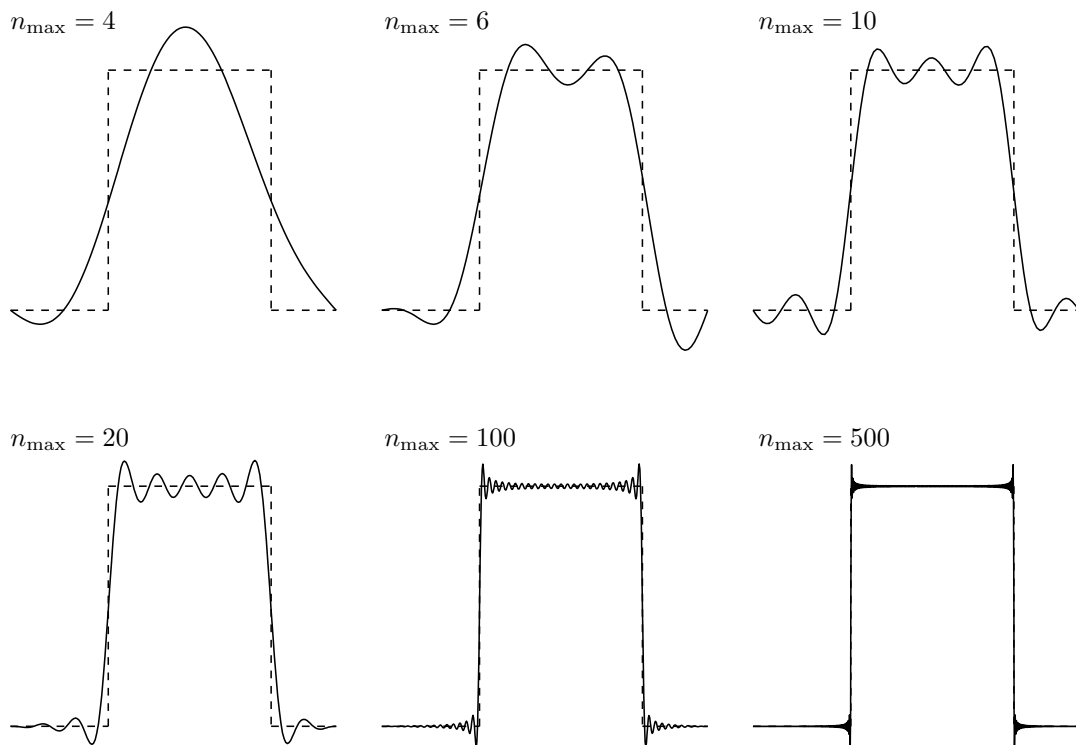 n_max = 4
n_max = 6
n_max = 10
n_max = 20
n_max = 100
n_max = 500